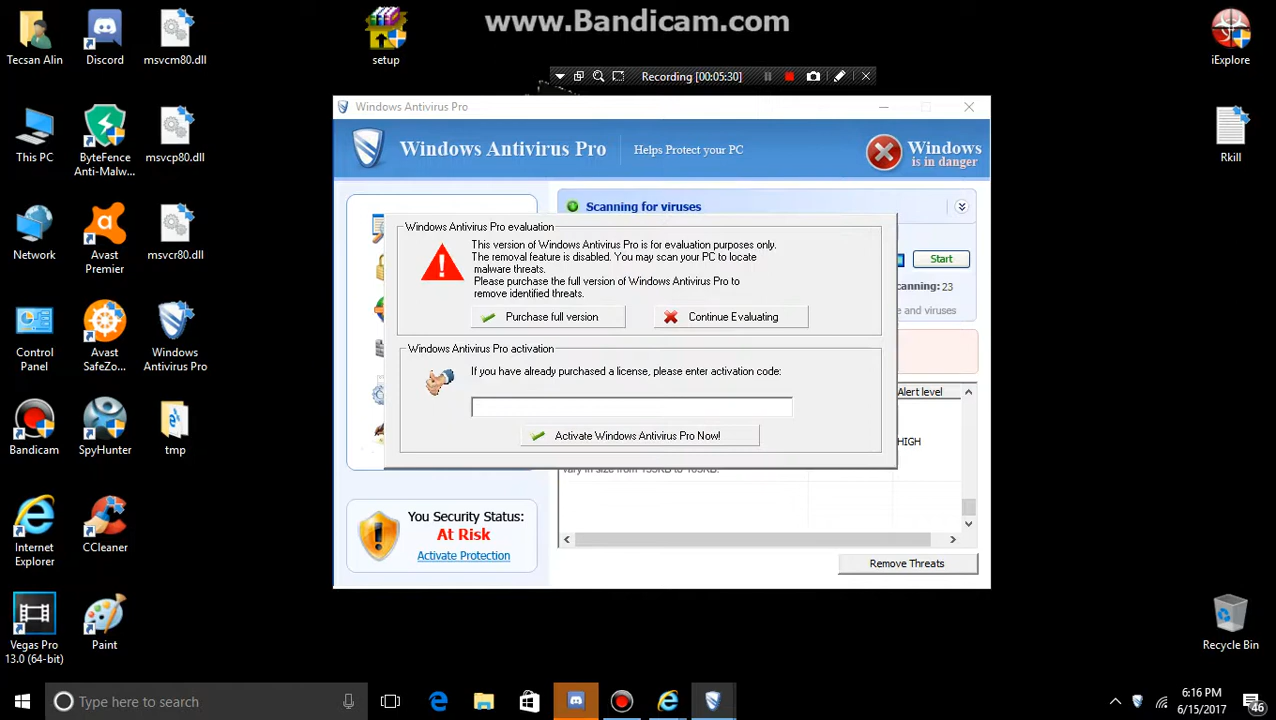 www.Bandicam.com
Recording [00:05:30]
Tecsan Alin
Discord
msvcm80.dll
setup
iExplore
This PC
ByteFence
Anti-Malw...
msvcp80.dll
Rkill
Network
Avast
Premier
msvcr80.dll
Control
Panel
Avast
SafeZo...
Windows
Antivirus Pro
Bandicam
SpyHunter
tmp
Internet
Explorer
CCleaner
Vegas Pro
13.0 (64-bit)
Paint
Recycle Bin
Windows Antivirus Pro
Windows Antivirus Pro
Helps Protect your PC
Windows
is in danger
Scanning for viruses
Start
canning: 23
e and viruses
Alert level
HIGH
Windows Antivirus Pro evaluation
This version of Windows Antivirus Pro is for evaluation purposes only.
The removal feature is disabled. You may scan your PC to locate
malware threats.
Please purchase the full version of Windows Antivirus Pro to
remove identified threats.
Purchase full version
Continue Evaluating
Windows Antivirus Pro activation
If you have already purchased a license, please enter activation code:
Activate Windows Antivirus Pro Now!
You Security Status:
At Risk
Activate Protection
Remove Threats
Type here to search
6:16 PM
6/15/2017
46